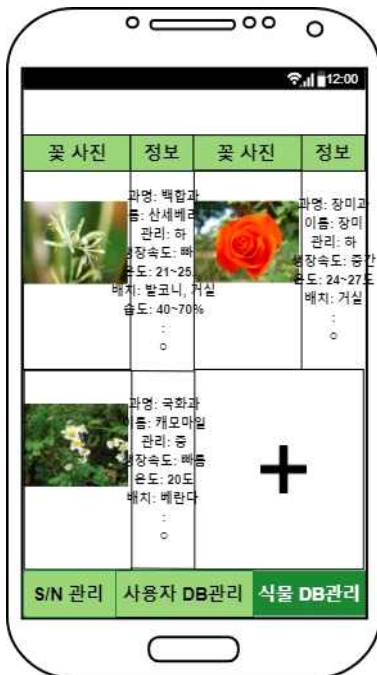 12:00
꽃 사진 정보 꽃 사진 정보
과명: 백합과
름: 산세베리
관리: 하
생장속도: 빠
온도: 21~25
배치: 발코니, 거실
습도: 40~70%
:
○
과명: 장미과
이름: 장미
관리: 하
생장속도: 중간
온도: 24~27도
배치: 거실
:
○
과명: 국화과
이름: 캐모마일
관리: 중
생장속도: 빠름
온도: 20도
배치: 베란다
:
○
+
S/N 관리 사용자 DB관리 식물 DB관리